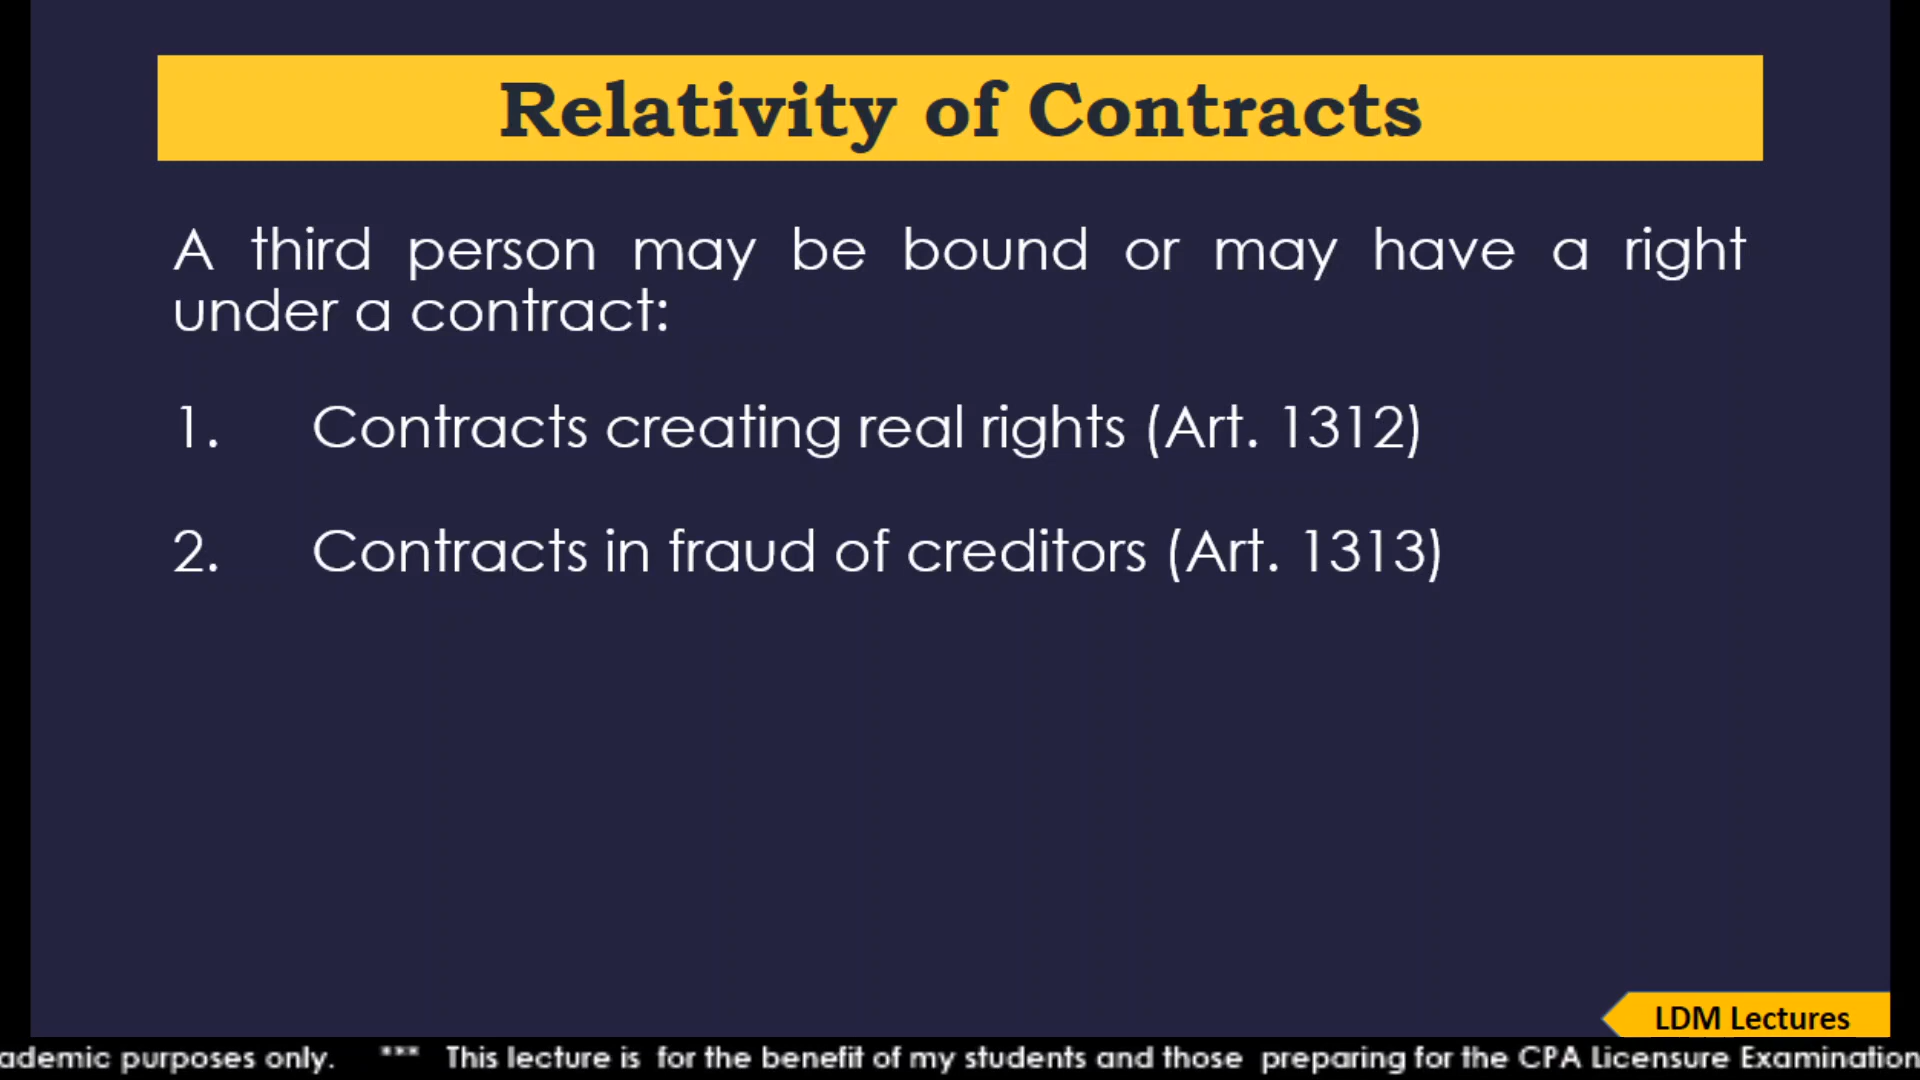 Relativity of Contracts
A third person may be bound or may have a right
under a contract:
1. Contracts creating real rights (Art. 1312)
2. Contracts in fraud of creditors (Art. 1313)
LDM Lectures
ademic purposes only. *** This lecture is for the benefit of my students and those preparing for the CPA Licensure Examination